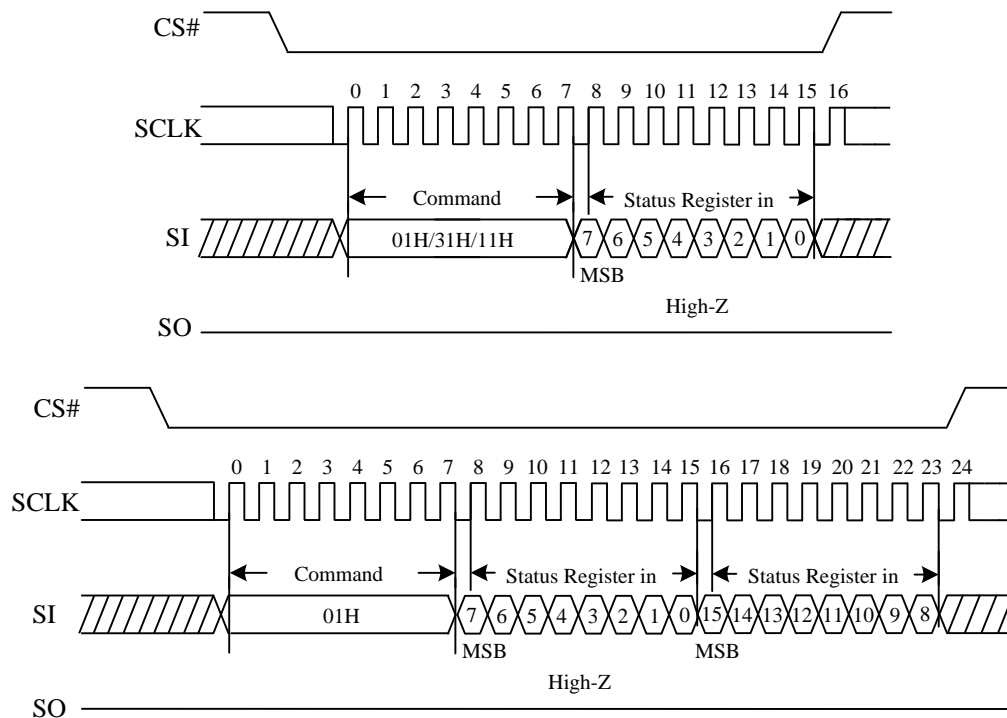 CS#
0 1 2 3 4 5 6 7 8 9 10 11 12 13 14 15 16
SCLK
Command Status Register in
SI 01H/31H/11H 7 6 5 4 3 2 1 0
MSB
High-Z
SO
CS#
0 1 2 3 4 5 6 7 8 9 10 11 12 13 14 15 16 17 18 19 20 21 22 23 24
SCLK
Command Status Register in Status Register in
SI 01H 7 6 5 4 3 2 1 0 15 14 13 12 11 10 9 8
MSB MSB
High-Z
SO